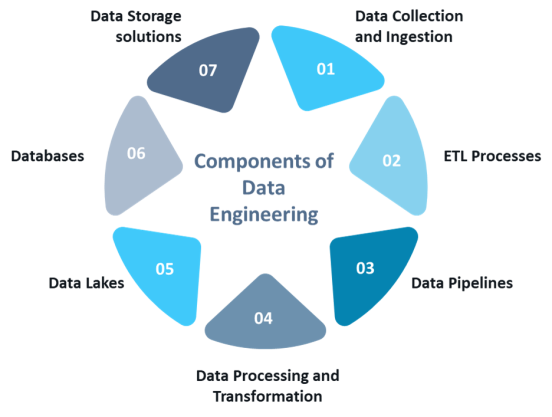 Data Storage
solutions
07
Data Collection
and Ingestion
01
Databases
06
Components of
Data
Engineering
02
ETL Processes
Data Lakes
05
03
Data Pipelines
04
Data Processing and
Transformation